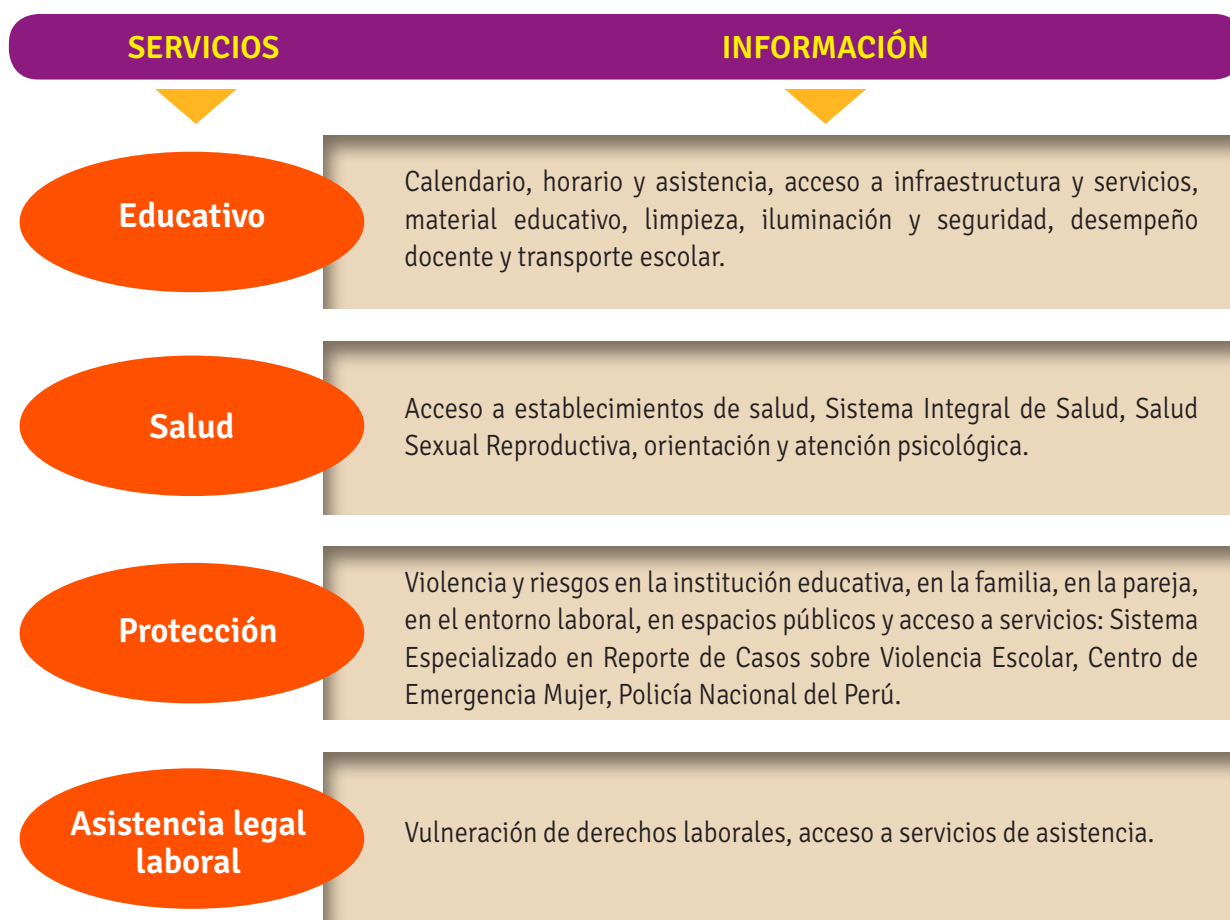 SERVICIOS
INFORMACIÓN
Educativo
Calendario, horario y asistencia, acceso a infraestructura y servicios,
material educativo, limpieza, iluminación y seguridad, desempeño
docente y transporte escolar.
Salud
Acceso a establecimientos de salud, Sistema Integral de Salud, Salud
Sexual Reproductiva, orientación y atención psicológica.
Protección
Violencia y riesgos en la institución educativa, en la familia, en la pareja,
en el entorno laboral, en espacios públicos y acceso a servicios: Sistema
Especializado en Reporte de Casos sobre Violencia Escolar, Centro de
Emergencia Mujer, Policía Nacional del Perú.
Asistencia legal
laboral
Vulneración de derechos laborales, acceso a servicios de asistencia.